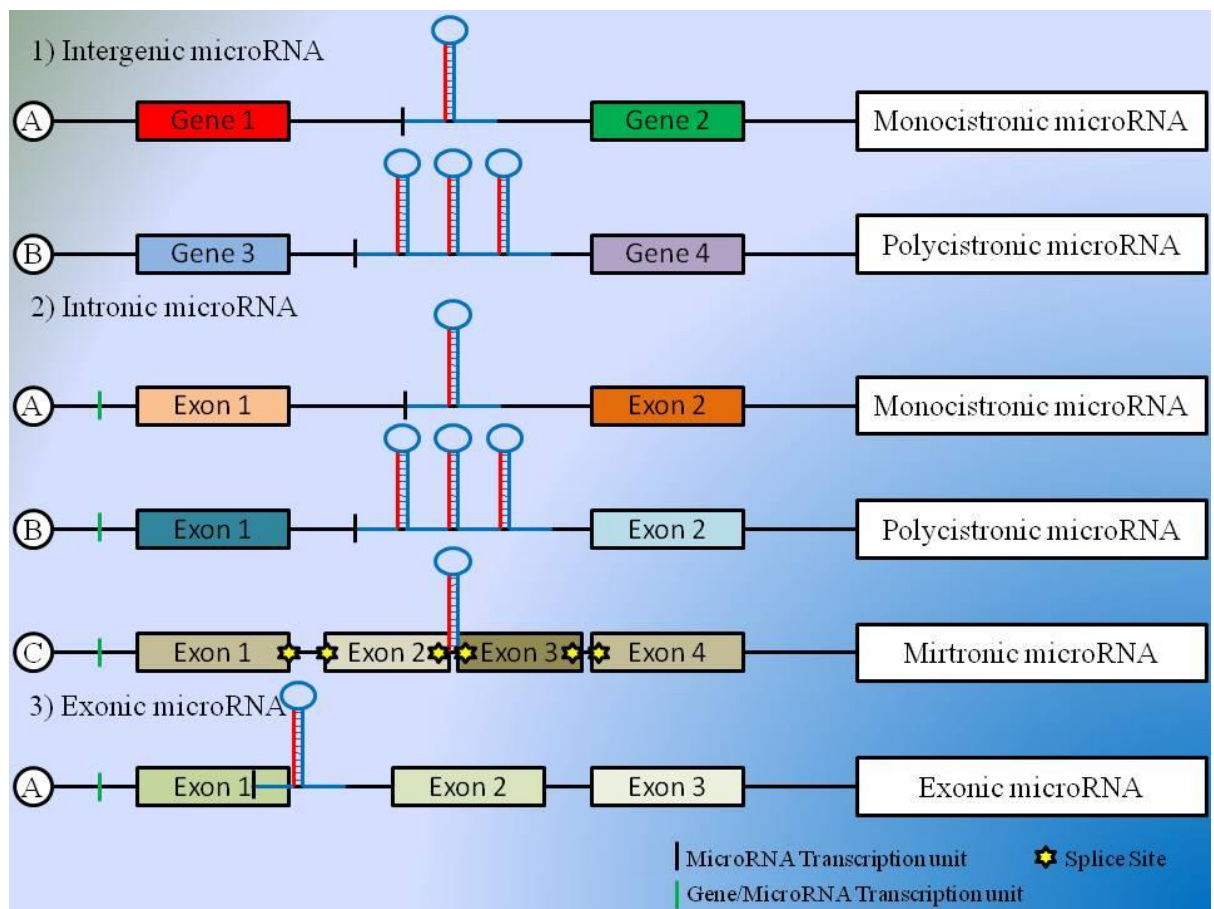 1) Intergenic microRNA
A Gene 1 Gene 2 Monocistronic microRNA
B Gene 3 Gene 4 Polycistronic microRNA
2) Intronic microRNA
A Exon 1 Exon 2 Monocistronic microRNA
B Exon 1 Exon 2 Polycistronic microRNA
C Exon 1 Exon 2 Exon 3 Exon 4 Mirtronic microRNA
3) Exonic microRNA
A Exon 1 Exon 2 Exon 3 Exonic microRNA
MicroRNA Transcription unit Splice Site
Gene/MicroRNA Transcription unit